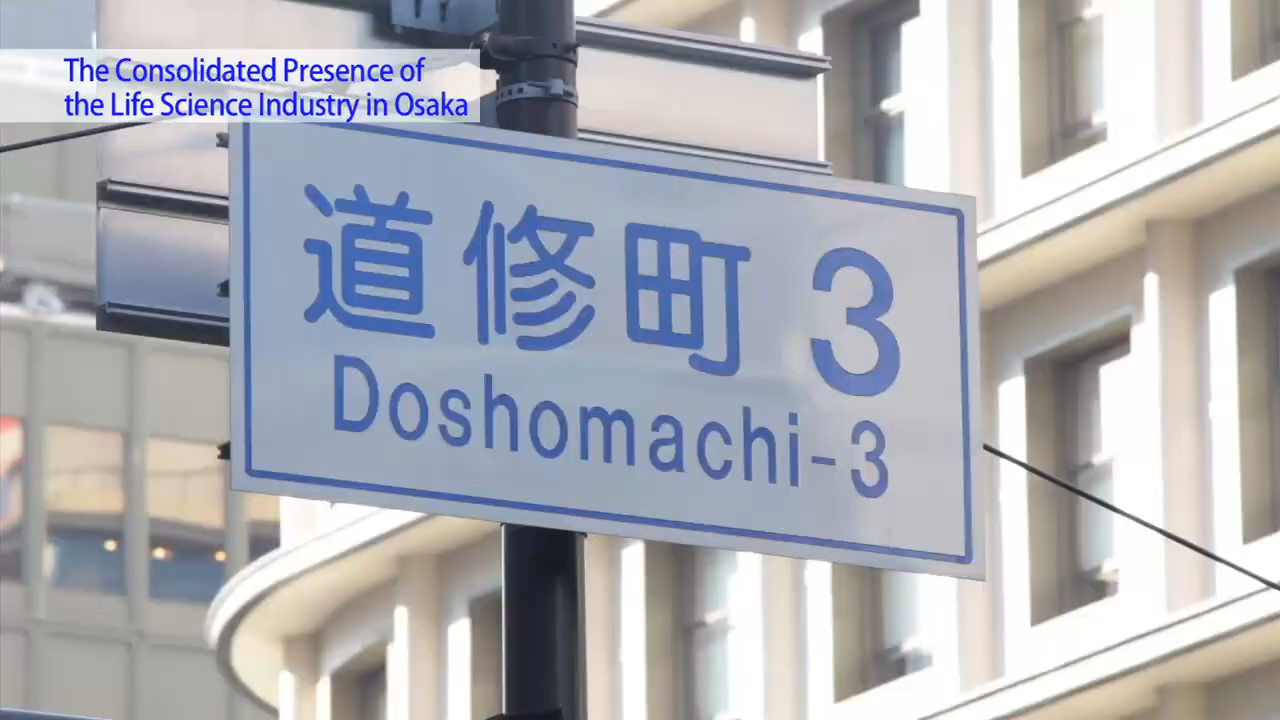 The Consolidated Presence of
the Life Science Industry in Osaka
道修町 3
Doshomachi-3